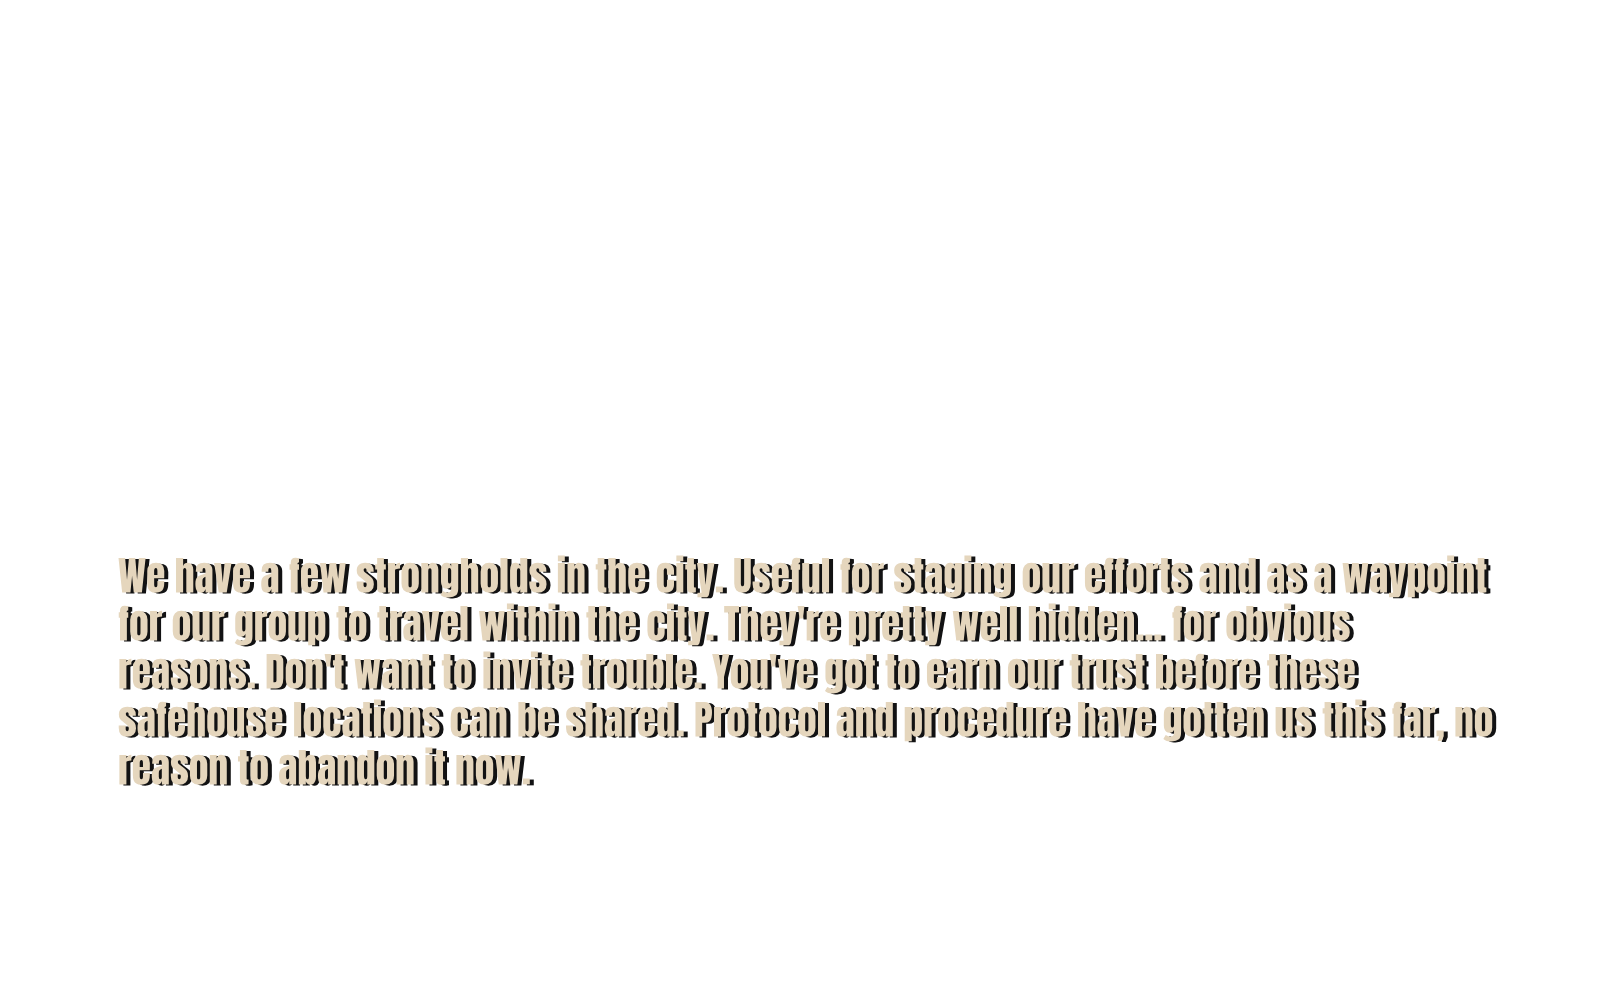 We have a few strongholds in the city. Useful for staging our efforts and as a waypoint
for our group to travel within the city. They're pretty well hidden... for obvious
reasons. Don't want to invite trouble. You've got to earn our trust before these
safehouse locations can be shared. Protocol and procedure have gotten us this far, no
reason to abandon it now.